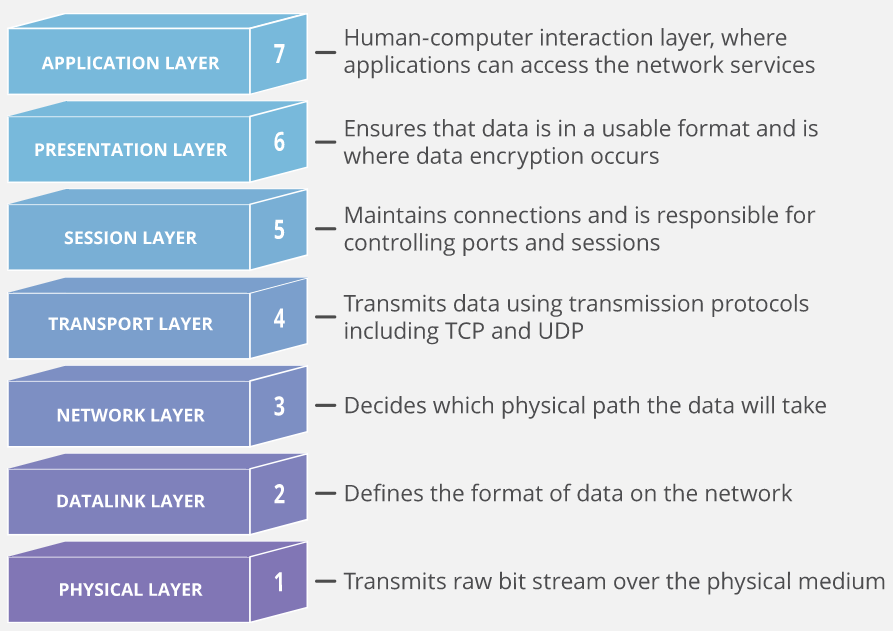 APPLICATION LAYER
7
Human-computer interaction layer, where
applications can access the network services
PRESENTATION LAYER
6
Ensures that data is in a usable format and is
where data encryption occurs
SESSION LAYER
5
Maintains connections and is responsible for
controlling ports and sessions
TRANSPORT LAYER
4
Transmits data using transmission protocols
including TCP and UDP
NETWORK LAYER
3
Decides which physical path the data will take
DATALINK LAYER
2
Defines the format of data on the network
PHYSICAL LAYER
1
Transmits raw bit stream over the physical medium